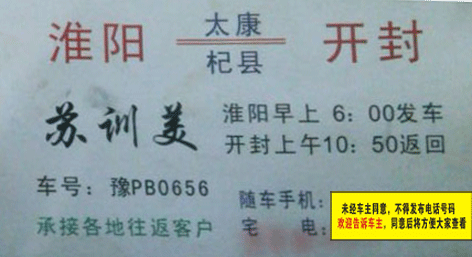 淮阳 太康 开封
杞县
苏训美
淮阳早上 6：00发车
开封上午10：50返回
车号：豫PB0656
随车手机：
承接各地往返客户
宅 电：
未经车主同意，不得发布电话号码
欢迎告诉车主，同意后将方便大家查看